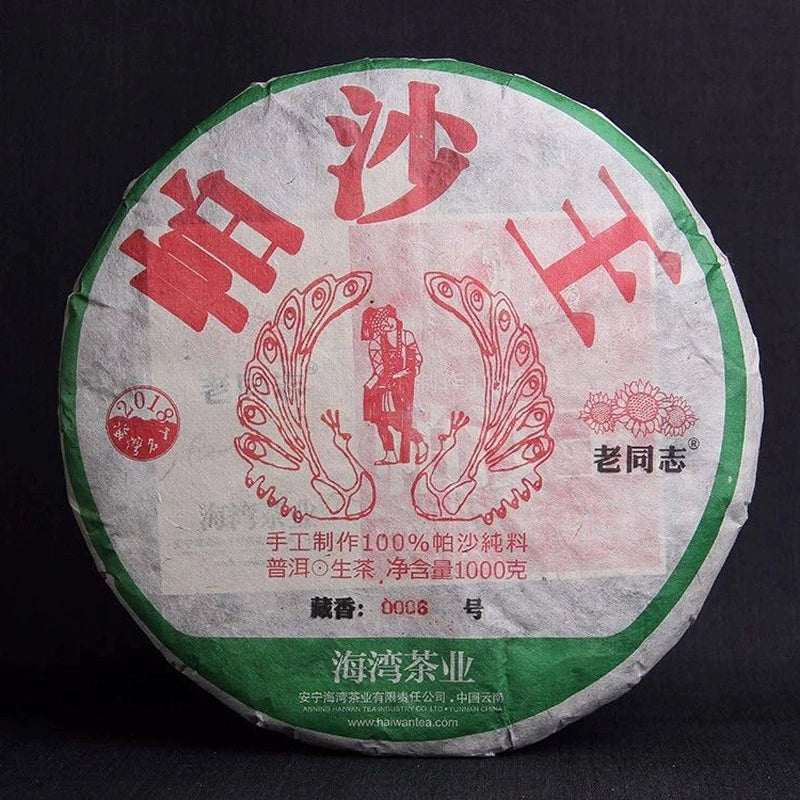 帕沙王
2018
老同志®
手工制作100%帕沙純料
普洱⊙生茶 净含量1000克
藏香：0006 号
海湾茶业
安宁海湾茶业有限责任公司．中国云南
ANNING HAIWAN TEA INDUSTRY CO.LTD•YUNNAN CHINA
www.haiwantea.com